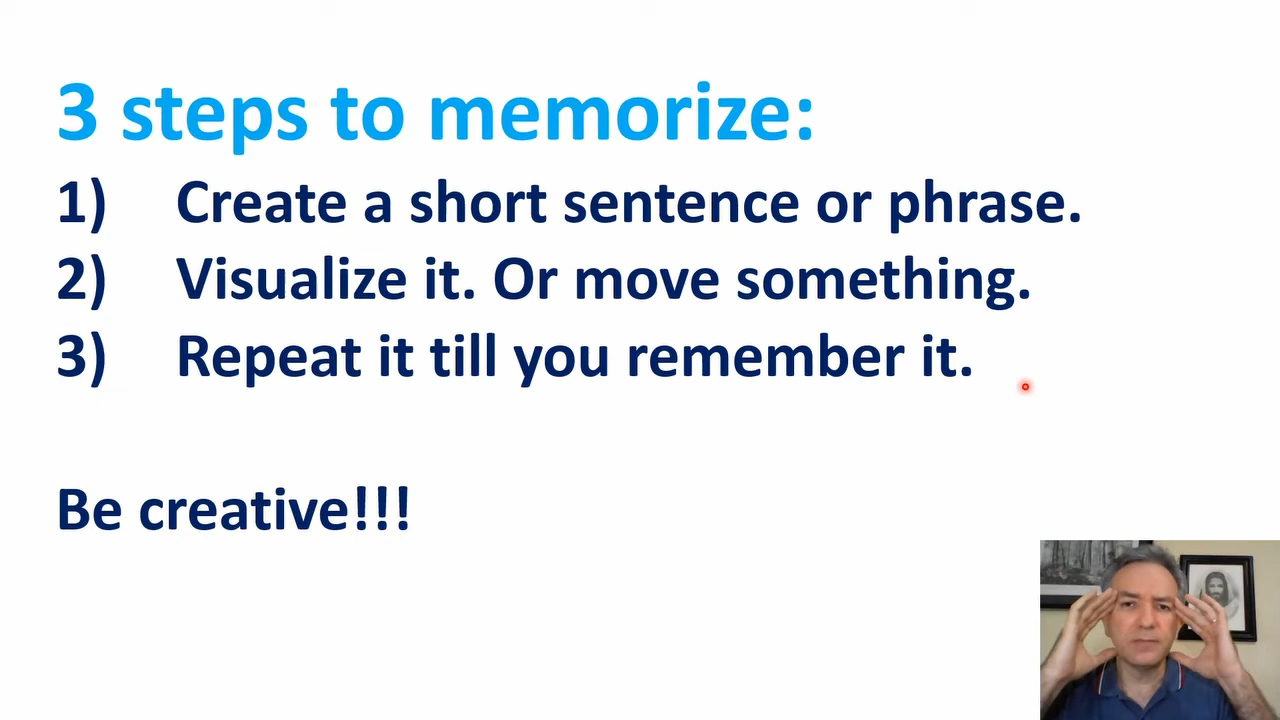 3 steps to memorize:
1) Create a short sentence or phrase.
2) Visualize it. Or move something.
3) Repeat it till you remember it.
Be creative!!!